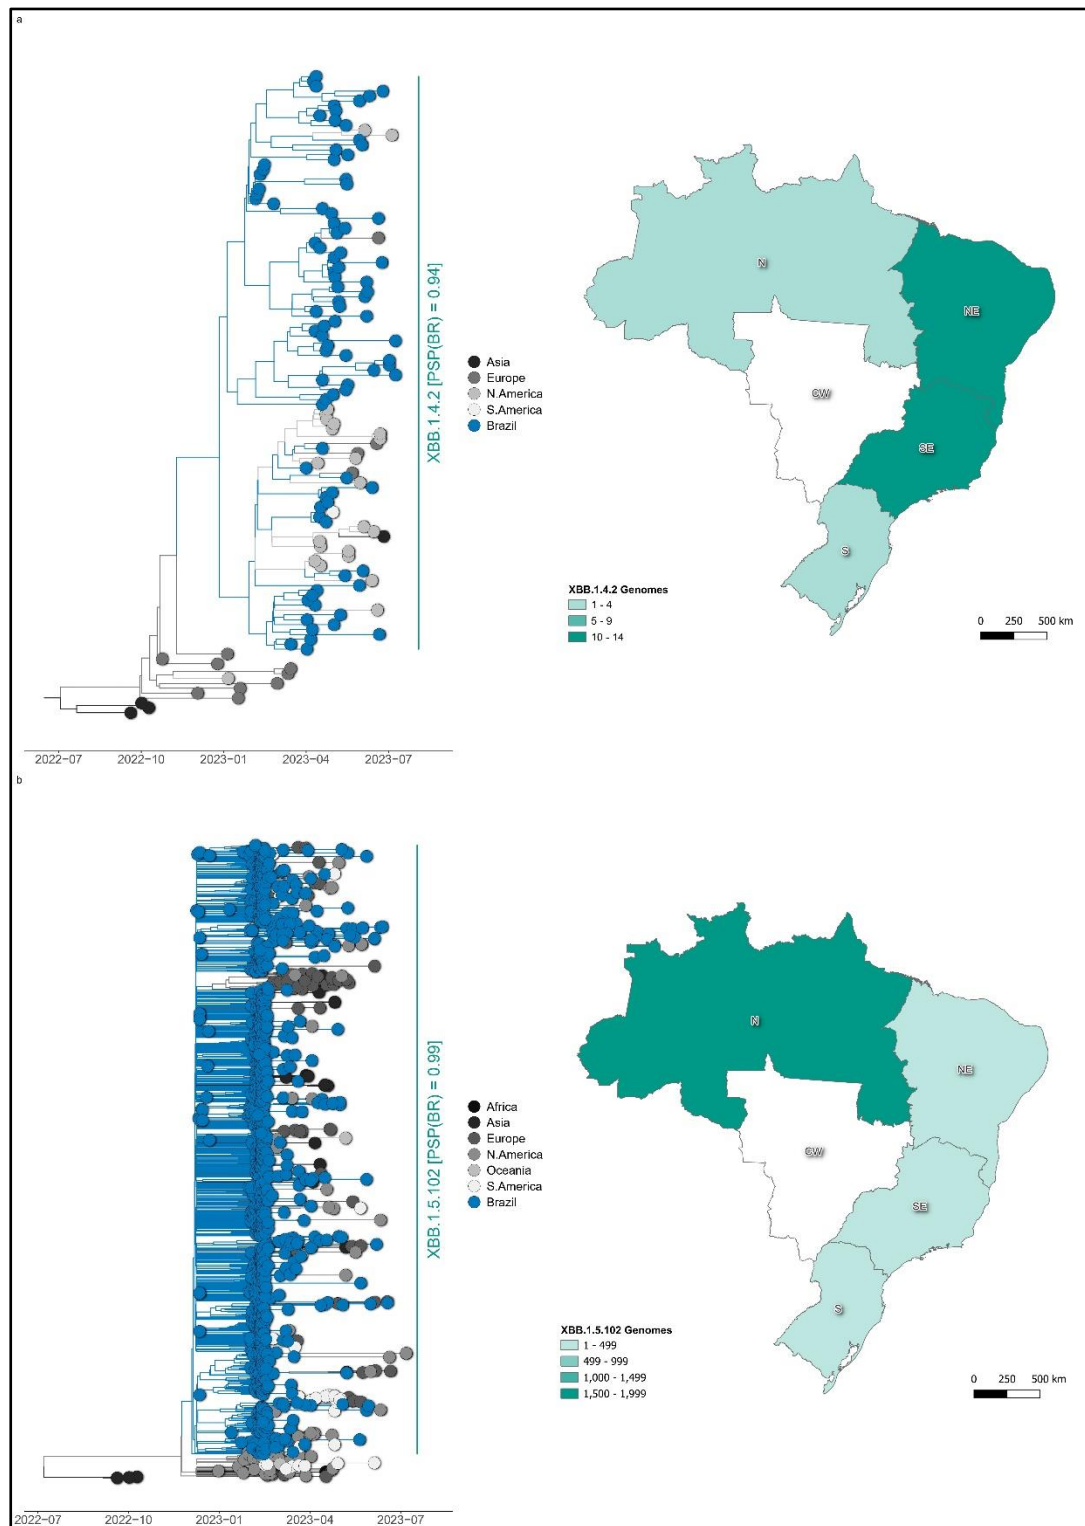 a
XBB.1.4.2 [PSP(BR) = 0.94]
Asia
Europe
N.America
S.America
Brazil
2022-07 2022-10 2023-01 2023-04 2023-07
N
NE
CW
SE
S
XBB.1.4.2 Genomes
1 - 4
5 - 9
10 - 14
0 250 500 km
b
XBB.1.5.102 [PSP(BR) = 0.99]
Africa
Asia
Europe
N.America
Oceania
S.America
Brazil
2022-07 2022-10 2023-01 2023-04 2023-07
N
NE
CW
SE
S
XBB.1.5.102 Genomes
1 - 499
499 - 999
1,000 - 1,499
1,500 - 1,999
0 250 500 km